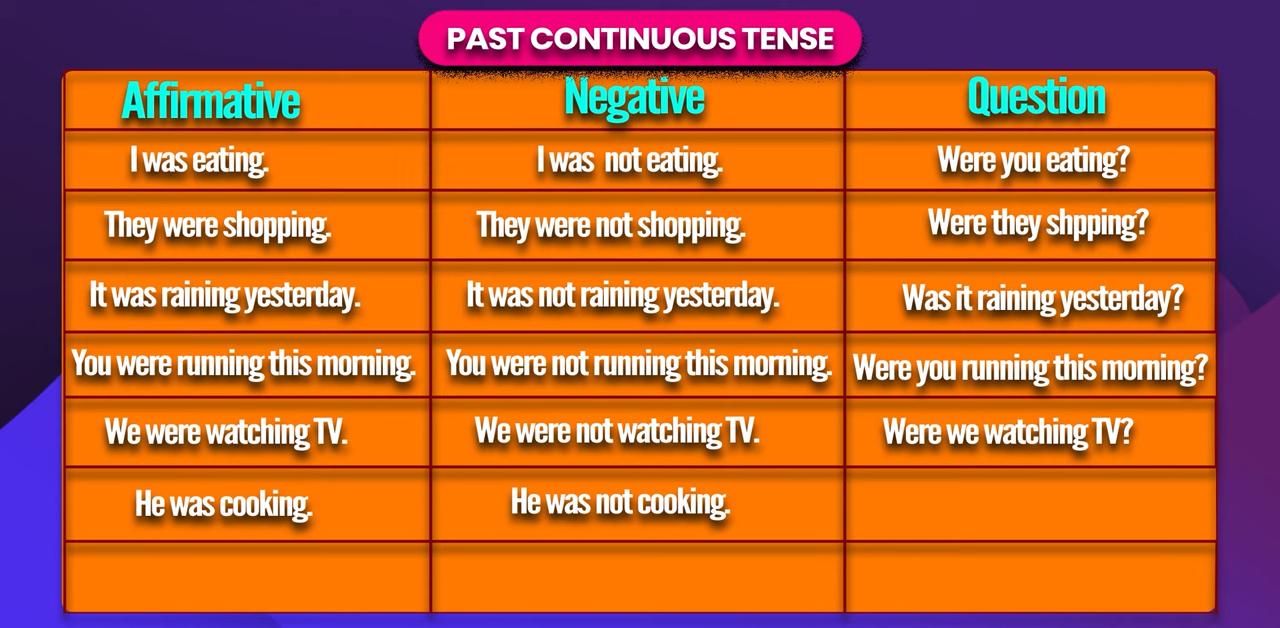 PAST CONTINUOUS TENSE
Affirmative Negative Question
I was eating. I was not eating. Were you eating?
They were shopping. They were not shopping. Were they shpping?
It was raining yesterday. It was not raining yesterday. Was it raining yesterday?
You were running this morning. You were not running this morning. Were you running this morning?
We were watching TV. We were not watching TV. Were we watching TV?
He was cooking. He was not cooking.